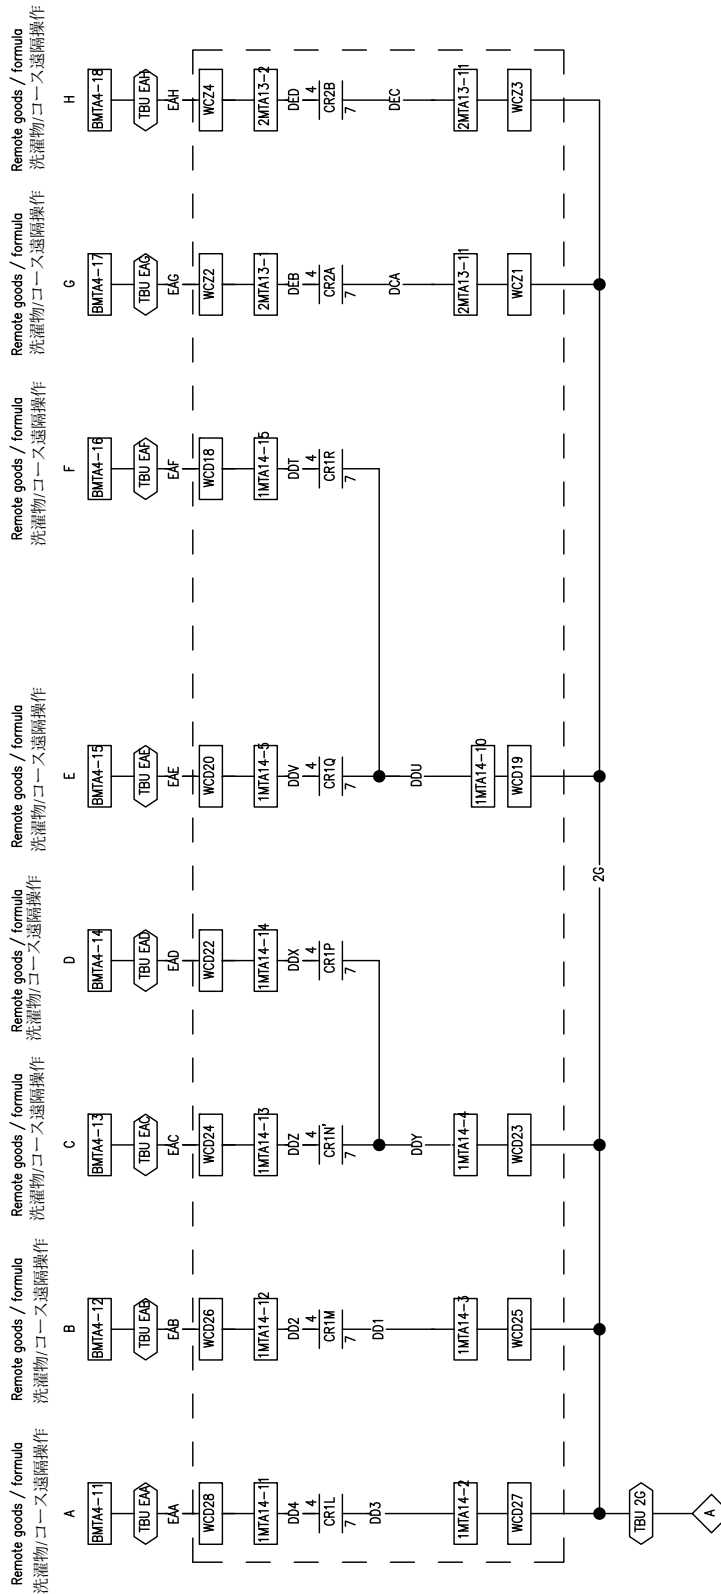 Remote goods / formula
洗濯物/コース遠隔操作
A
BMTA4-11
TBU EAA
EAA
WCD28
1MTA14-11
DD4
4
CR1L
7
DD3
1MTA14-2
WCD27
Remote goods / formula
洗濯物/コース遠隔操作
B
BMTA4-12
TBU EAB
EAB
WCD26
1MTA14-12
DD2
4
CR1M
7
DD1
1MTA14-3
WCD25
Remote goods / formula
洗濯物/コース遠隔操作
C
BMTA4-13
TBU EAC
EAC
WCD24
1MTA14-13
DDZ
4
CR1N'
7
DDY
1MTA14-4
WCD23
Remote goods / formula
洗濯物/コース遠隔操作
D
BMTA4-14
TBU EAD
EAD
WCD22
1MTA14-14
DDX
4
CR1P
7
Remote goods / formula
洗濯物/コース遠隔操作
E
BMTA4-15
TBU EAE
EAE
WCD20
1MTA14-5
DDV
4
CR1Q
7
DDU
1MTA14-10
WCD19
Remote goods / formula
洗濯物/コース遠隔操作
F
BMTA4-16
TBU EAF
EAF
WCD18
1MTA14-15
DDT
4
CR1R
7
Remote goods / formula
洗濯物/コース遠隔操作
G
BMTA4-17
TBU EAG
EAG
WCZ2
2MTA13-1
DEB
4
CR2A
7
DCA
2MTA13-11
WCZ1
Remote goods / formula
洗濯物/コース遠隔操作
H
BMTA4-18
TBU EAH
EAH
WCZ4
2MTA13-2
DED
4
CR2B
7
DEC
2MTA13-11
WCZ3
2G
TBU 2G
A